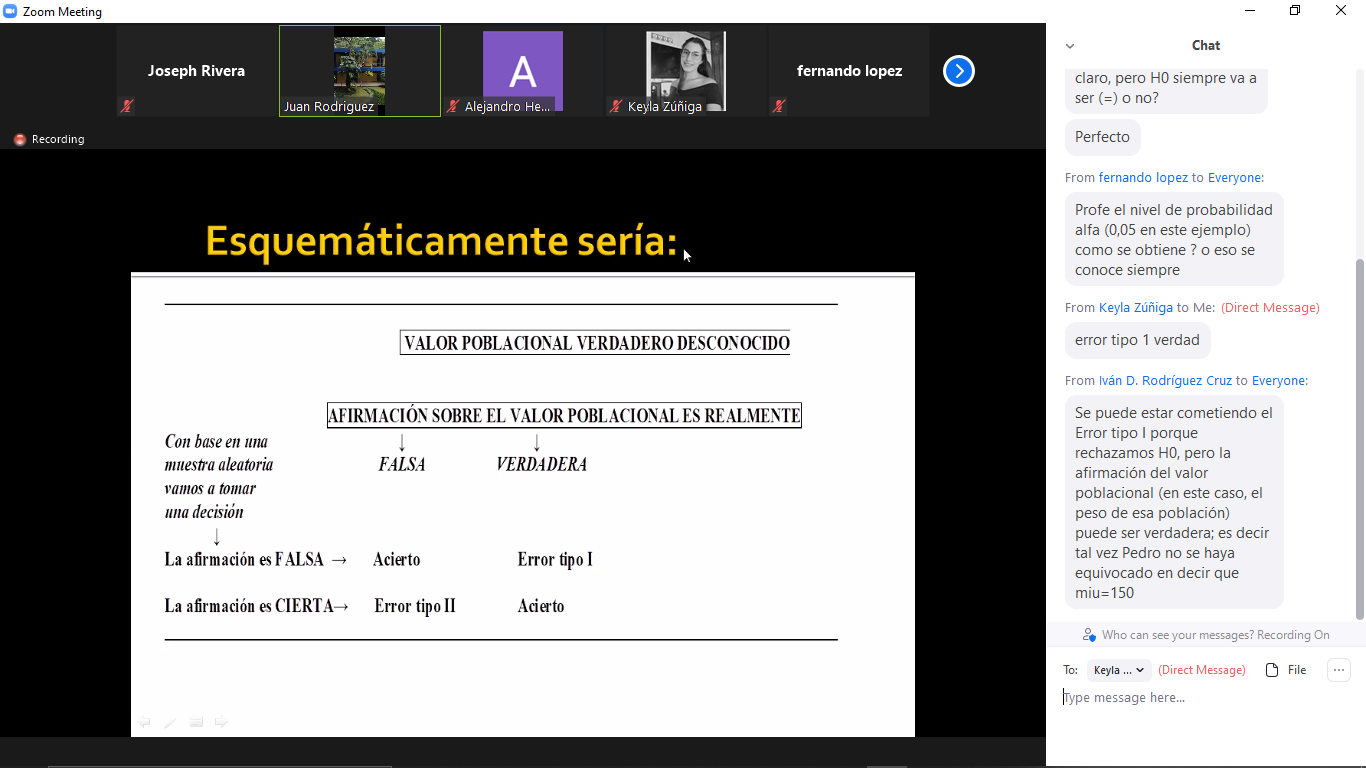 Zoom Meeting
Joseph Rivera
Juan Rodriguez
A
Alejandro He...
Keyla Zúñiga
fernando lopez
Recording
Esquemáticamente sería:
VALOR POBLACIONAL VERDADERO DESCONOCIDO
AFIRMACIÓN SOBRE EL VALOR POBLACIONAL ES REALMENTE
Con base en una
muestra aleatoria
vamos a tomar
una decisión
↓ ↓
FALSA VERDADERA
↓
La afirmación es FALSA → Acierto Error tipo I
La afirmación es CIERTA→ Error tipo II Acierto
Chat
claro, pero H0 siempre va a
ser (=) o no?
Perfecto
From fernando lopez to Everyone:
Profe el nivel de probabilidad
alfa (0,05 en este ejemplo)
como se obtiene ? o eso se
conoce siempre
From Keyla Zúñiga to Me: (Direct Message)
error tipo 1 verdad
From Iván D. Rodríguez Cruz to Everyone:
Se puede estar cometiendo el
Error tipo I porque
rechazamos H0, pero la
afirmación del valor
poblacional (en este caso, el
peso de esa población)
puede ser verdadera; es decir
tal vez Pedro no se haya
equivocado en decir que
miu=150
Who can see your messages? Recording On
To: Keyla ... (Direct Message) File ...
Type message here...